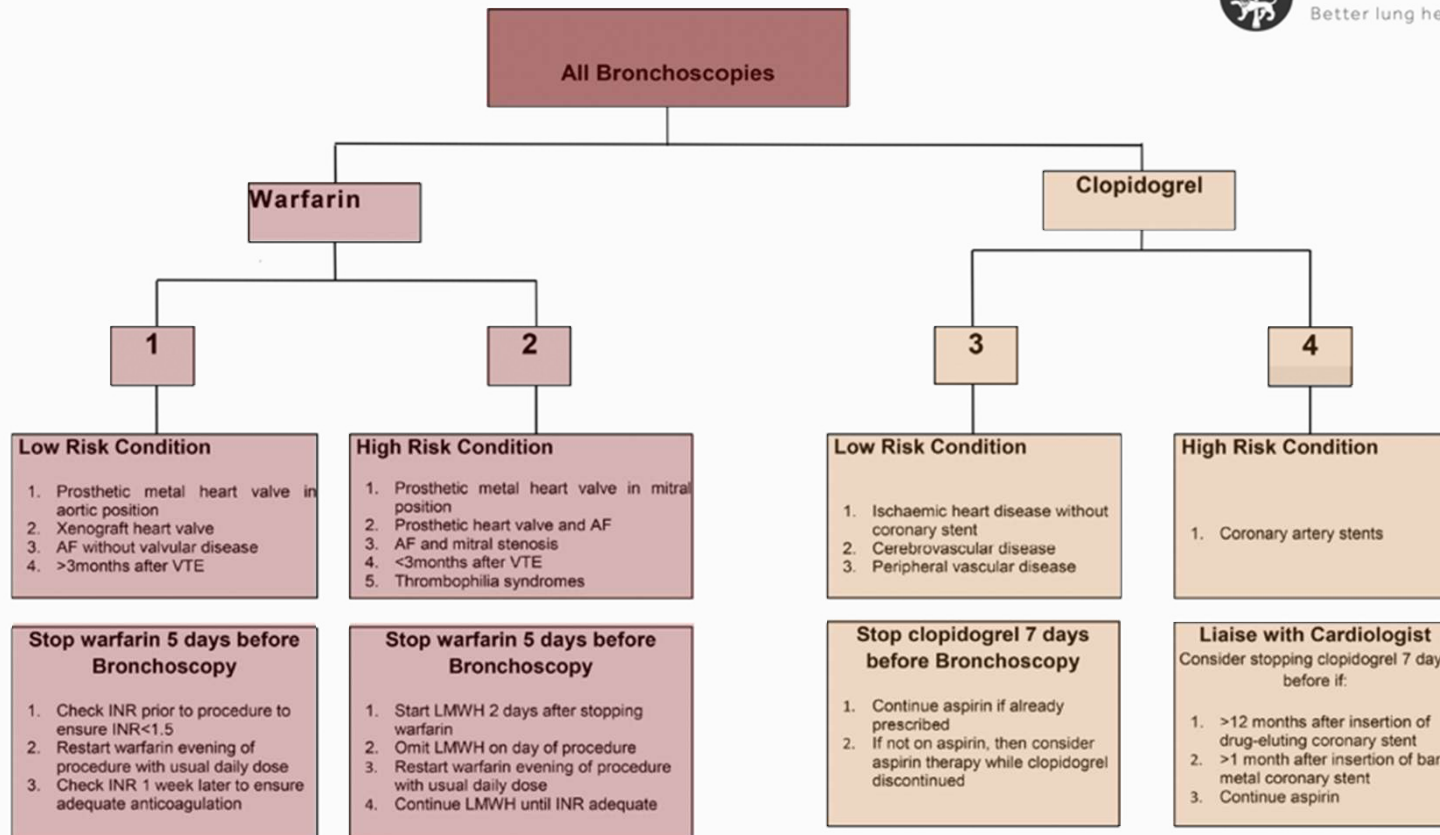 Better lung he
All Bronchoscopies
Warfarin
Clopidogrel
1
2
3
4
Low Risk Condition
1. Prosthetic metal heart valve in
aortic position
2. Xenograft heart valve
3. AF without valvular disease
4. >3months after VTE
High Risk Condition
1. Prosthetic metal heart valve in mitral
position
2. Prosthetic heart valve and AF
3. AF and mitral stenosis
4. <3months after VTE
5. Thrombophilia syndromes
Low Risk Condition
1. Ischaemic heart disease without
coronary stent
2. Cerebrovascular disease
3. Peripheral vascular disease
High Risk Condition
1. Coronary artery stents
Stop warfarin 5 days before
Bronchoscopy
1. Check INR prior to procedure to
ensure INR<1.5
2. Restart warfarin evening of
procedure with usual daily dose
3. Check INR 1 week later to ensure
adequate anticoagulation
Stop warfarin 5 days before
Bronchoscopy
1. Start LMWH 2 days after stopping
warfarin
2. Omit LMWH on day of procedure
3. Restart warfarin evening of procedure
with usual daily dose
4. Continue LMWH until INR adequate
Stop clopidogrel 7 days
before Bronchoscopy
1. Continue aspirin if already
prescribed
2. If not on aspirin, then consider
aspirin therapy while clopidogrel
discontinued
Liaise with Cardiologist
Consider stopping clopidogrel 7 day
before if:
1. >12 months after insertion of
drug-eluting coronary stent
2. >1 month after insertion of bar
metal coronary stent
3. Continue aspirin